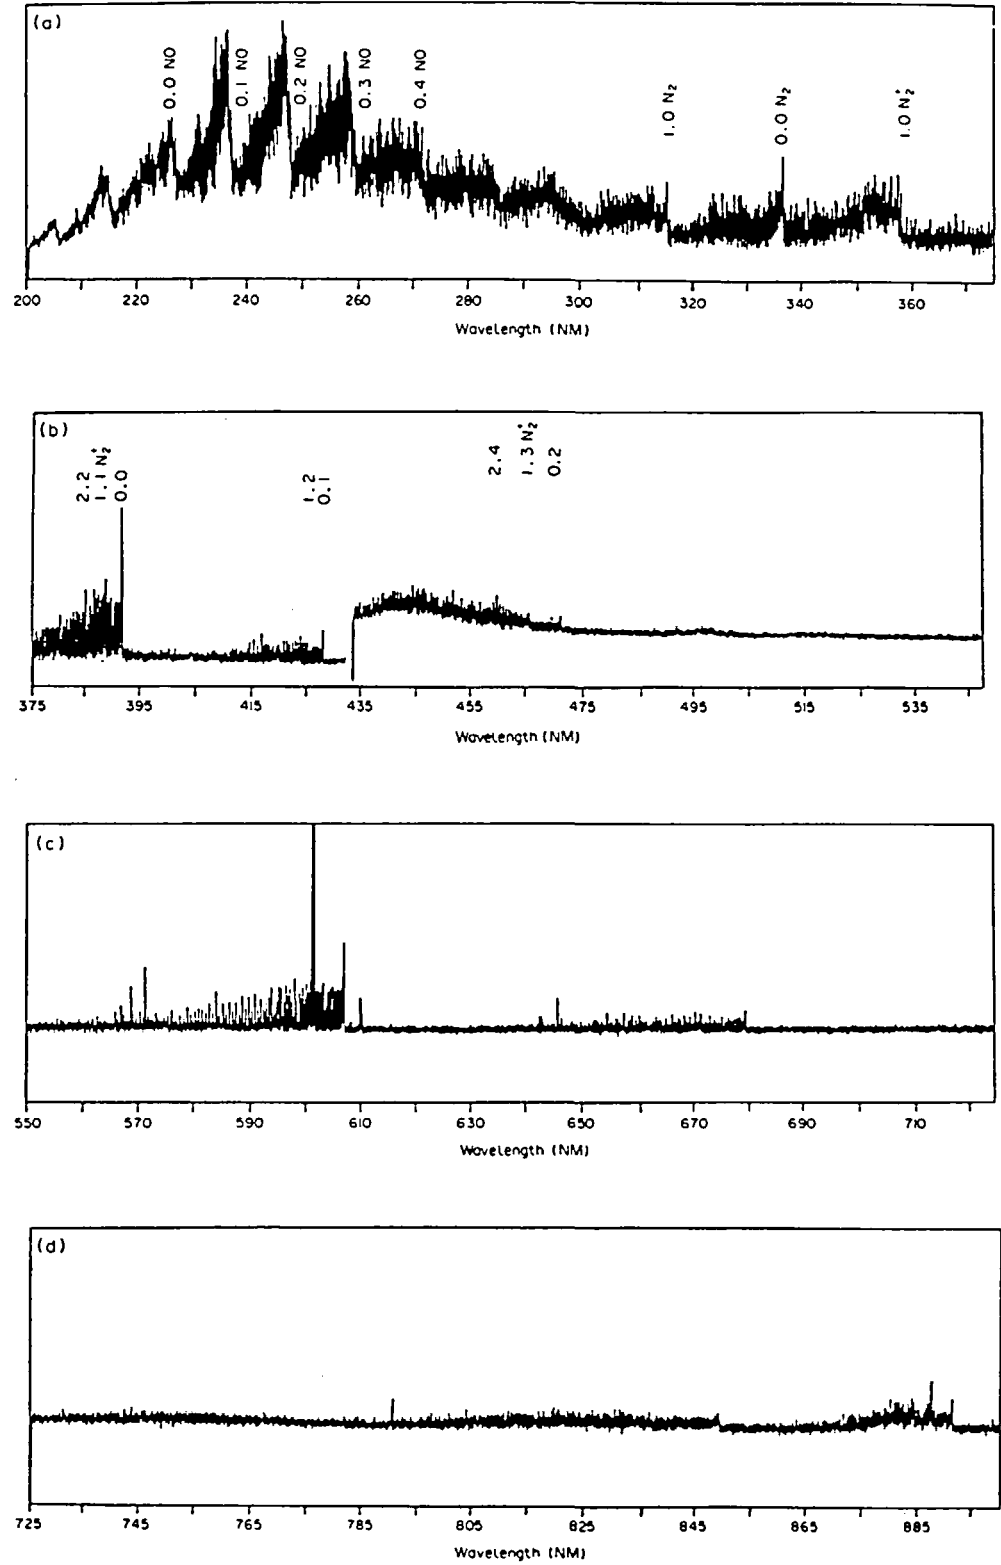 (a)
0.0 NO
0.1 NO
0.2 NO
0.3 NO
0.4 NO
1.0 N₂
0.0 N₂
1.0 N₂⁺
200 220 240 260 280 300 320 340 360
Wavelength (NM)
(b)
2.2
1.1 N₂⁺
0.0
1.2
0.1
2.4
1.3 N₂⁺
0.2
375 395 415 435 455 475 495 515 535
Wavelength (NM)
(c)
550 570 590 610 630 650 670 690 710
Wavelength (NM)
(d)
725 745 765 785 805 825 845 865 885
Wavelength (NM)